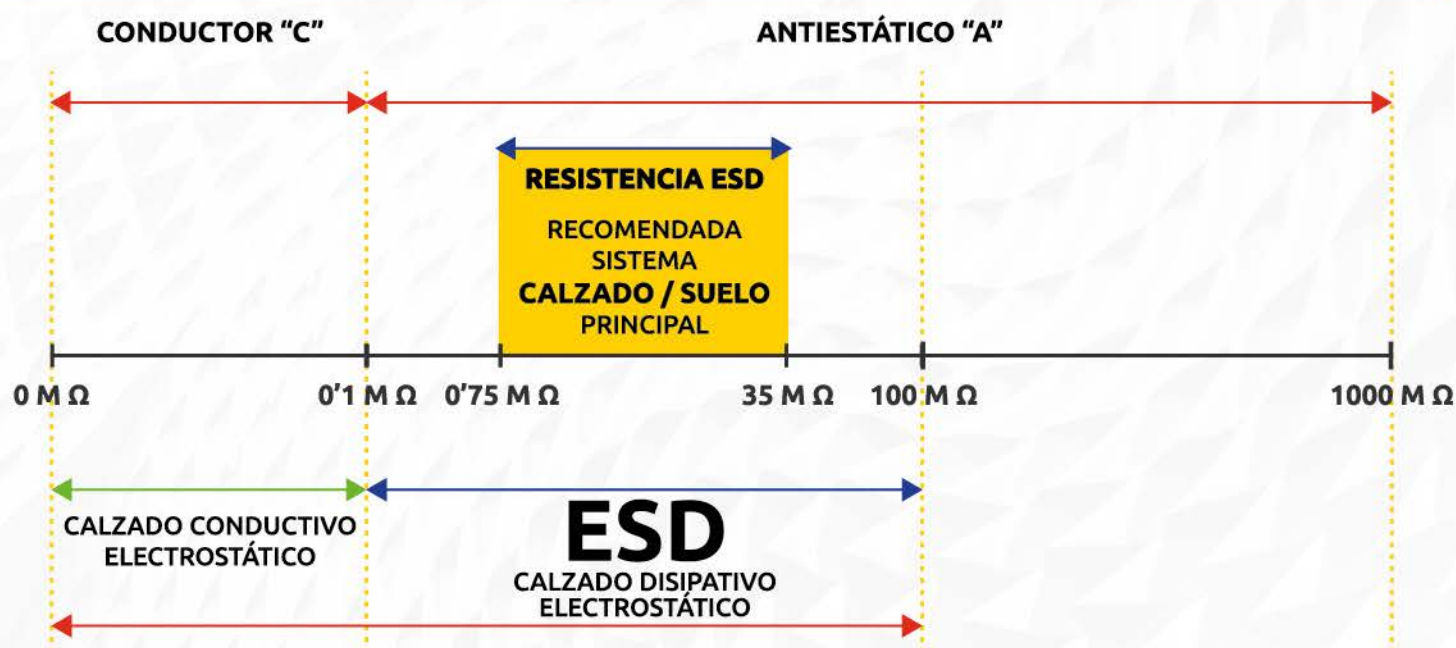 CONDUCTOR “C”
ANTIESTÁTICO “A”
RESISTENCIA ESD
RECOMENDADA
SISTEMA
CALZADO / SUELO
PRINCIPAL
0 M Ω
0’1 M Ω
0’75 M Ω
35 M Ω
100 M Ω
1000 M Ω
CALZADO CONDUCTIVO
ELECTROSTÁTICO
ESD
CALZADO DISIPATIVO
ELECTROSTÁTICO